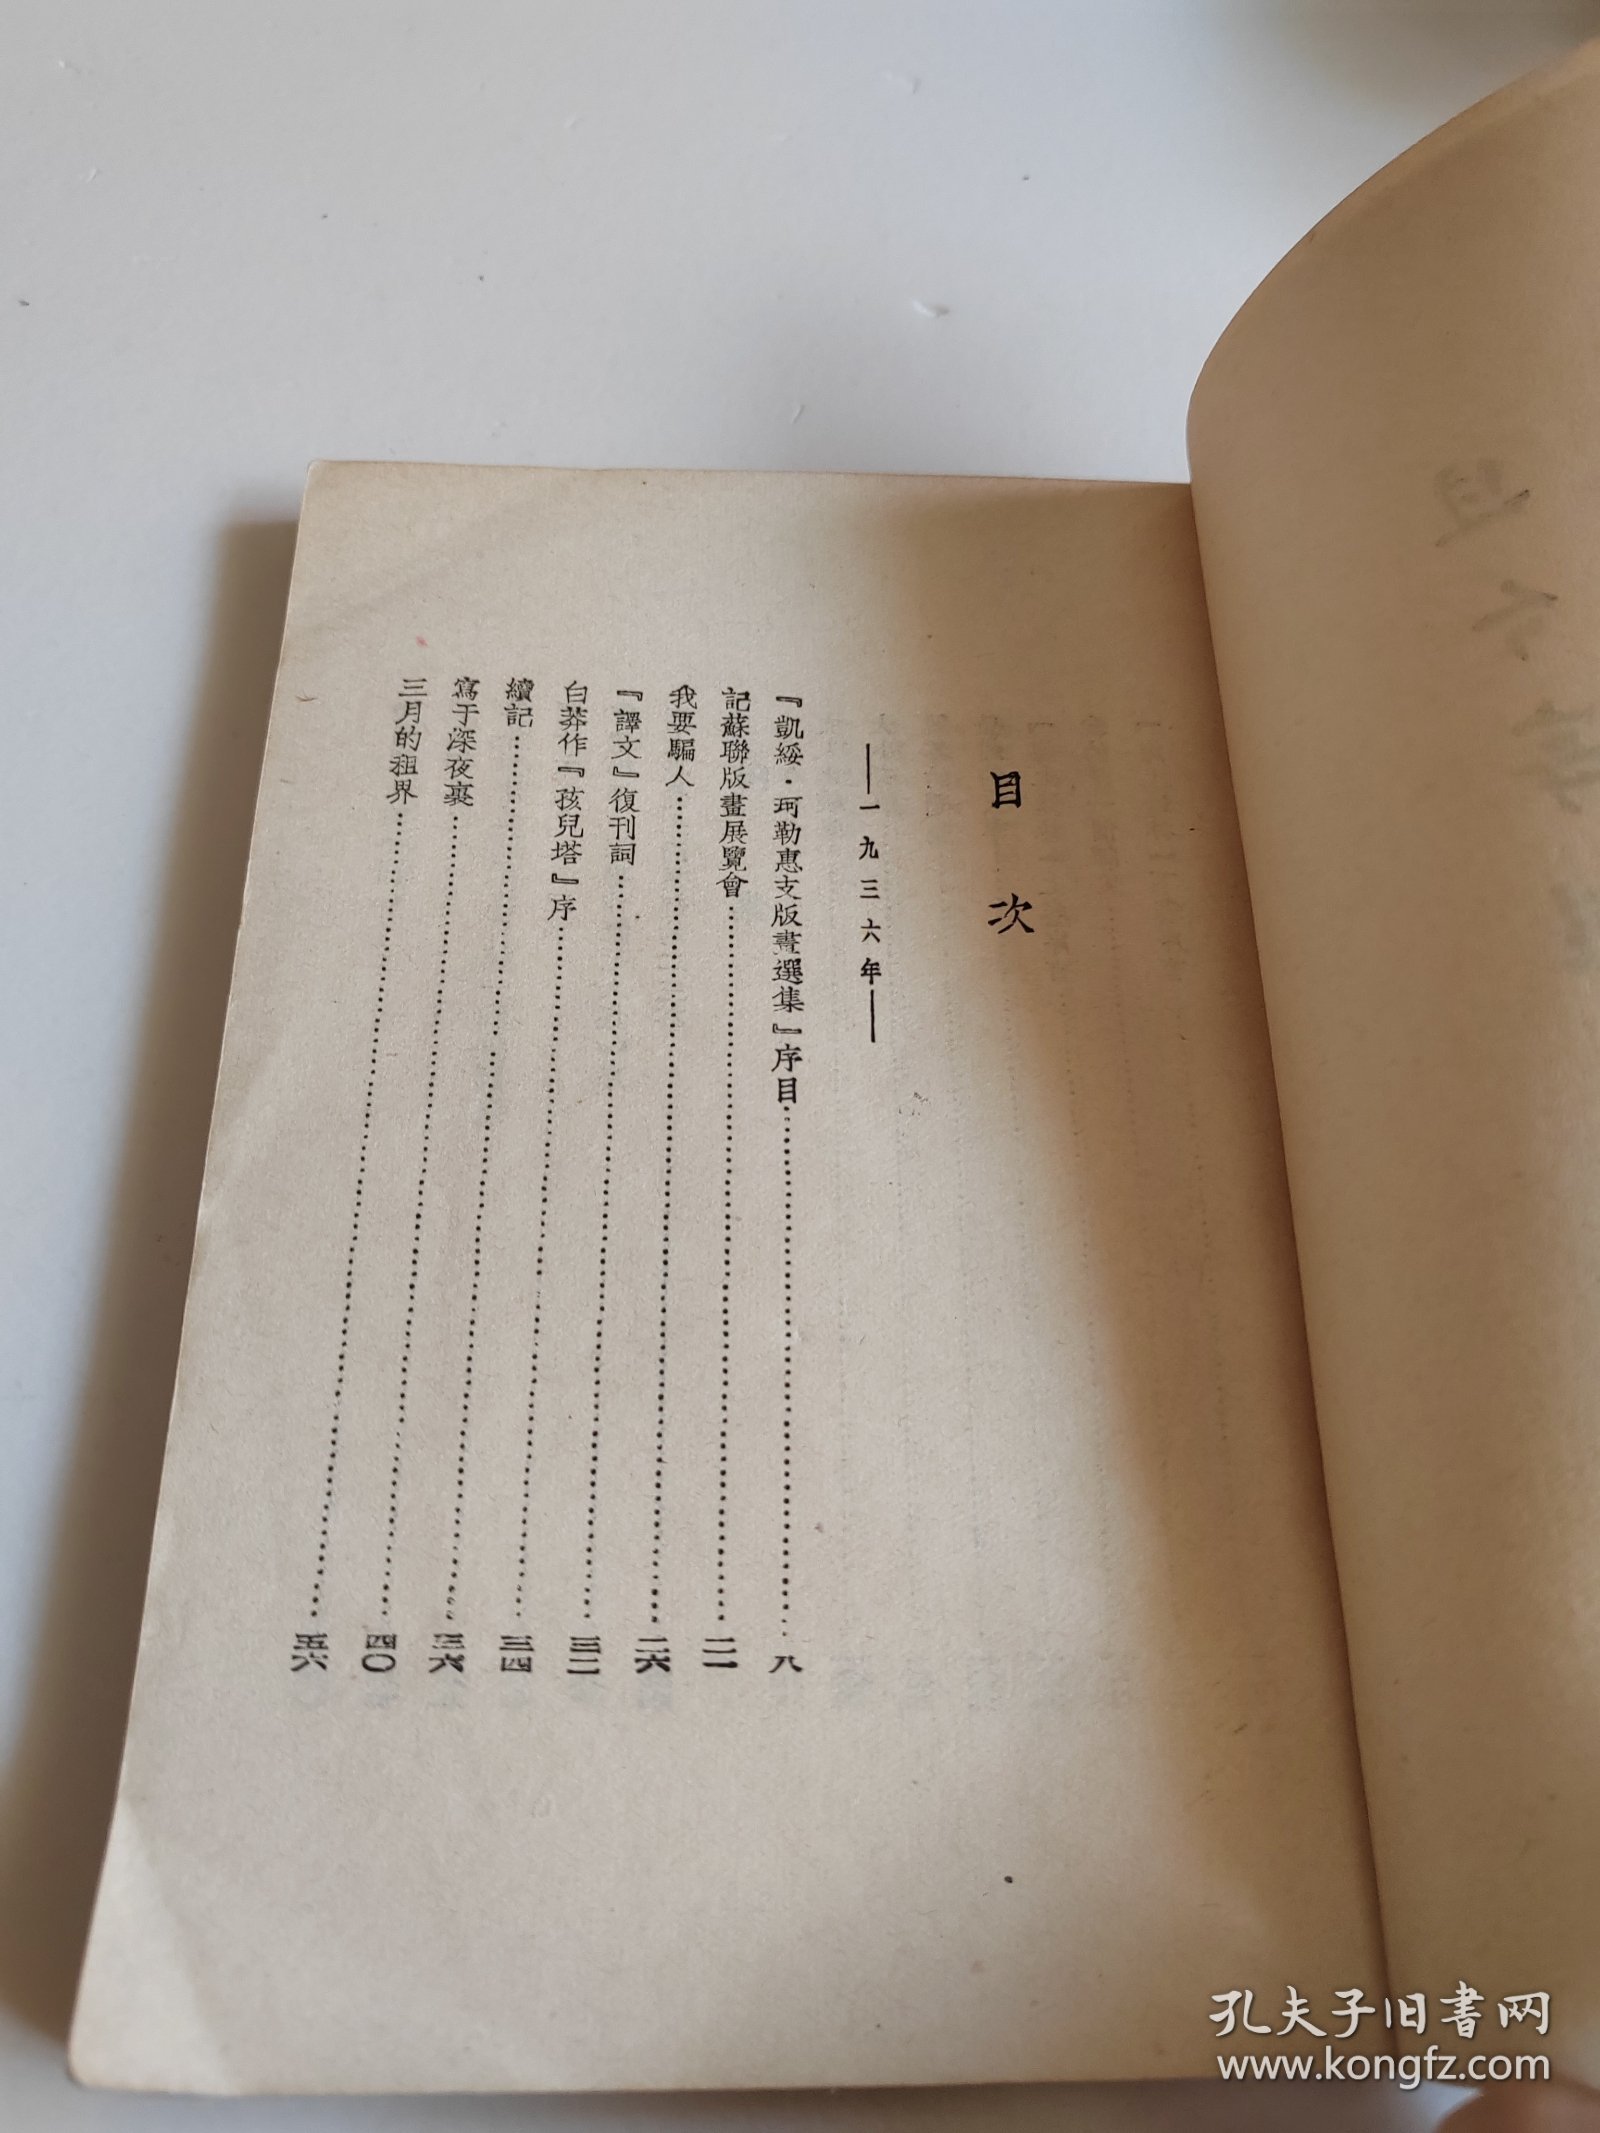 目次
——一九三六年——
『凱綏·珂勒惠支版畫選集』序目……八
記蘇聯版畫展覽會……二一
我要騙人……二六
『譯文』復刊詞……三二
白莽作『孩兒塔』序……三四
續記……三六
寫于深夜裏……四〇
三月的租界……五六
孔夫子旧書网
www.kongfz.com